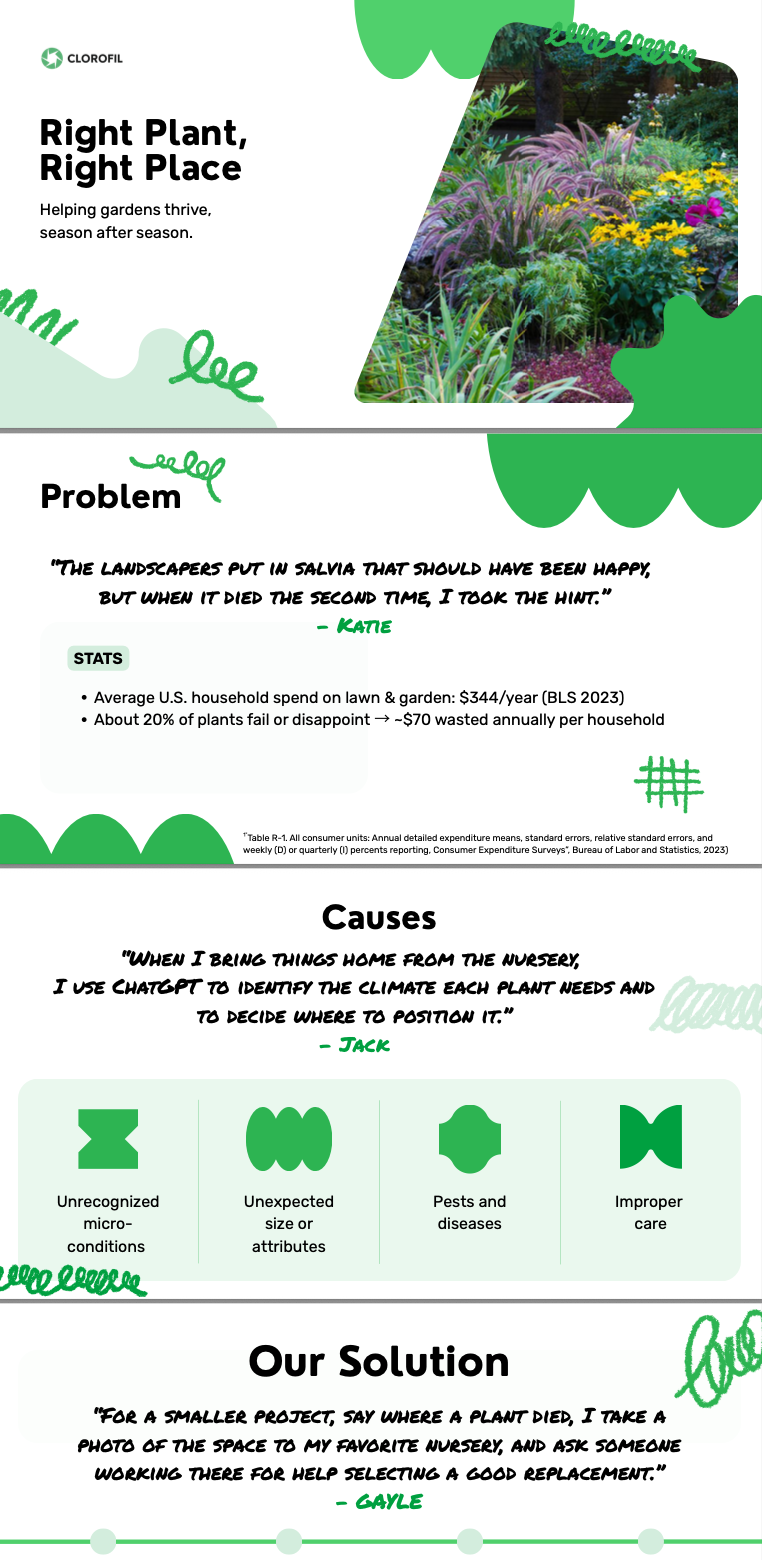 CLOROFIL
Right Plant,
Right Place
Helping gardens thrive,
season after season.
Problem
"The landscapers put in salvia that should have been happy,
but when it died the second time, I took the hint."
– Katie
STATS
• Average U.S. household spend on lawn & garden: $344/year (BLS 2023)
• About 20% of plants fail or disappoint → ~$70 wasted annually per household
"Table R-1. All consumer units: Annual detailed expenditure means, standard errors, relative standard errors, and
weekly (D) or quarterly (I) percents reporting, Consumer Expenditure Surveys", Bureau of Labor and Statistics, 2023)
Causes
"When I bring things home from the nursery,
I use ChatGPT to identify the climate each plant needs and
to decide where to position it."
– Jack
Unrecognized
micro-
conditions
Unexpected
size or
attributes
Pests and
diseases
Improper
care
Our Solution
"For a smaller project, say where a plant died, I take a
photo of the space to my favorite nursery, and ask someone
working there for help selecting a good replacement."
– GAYLE